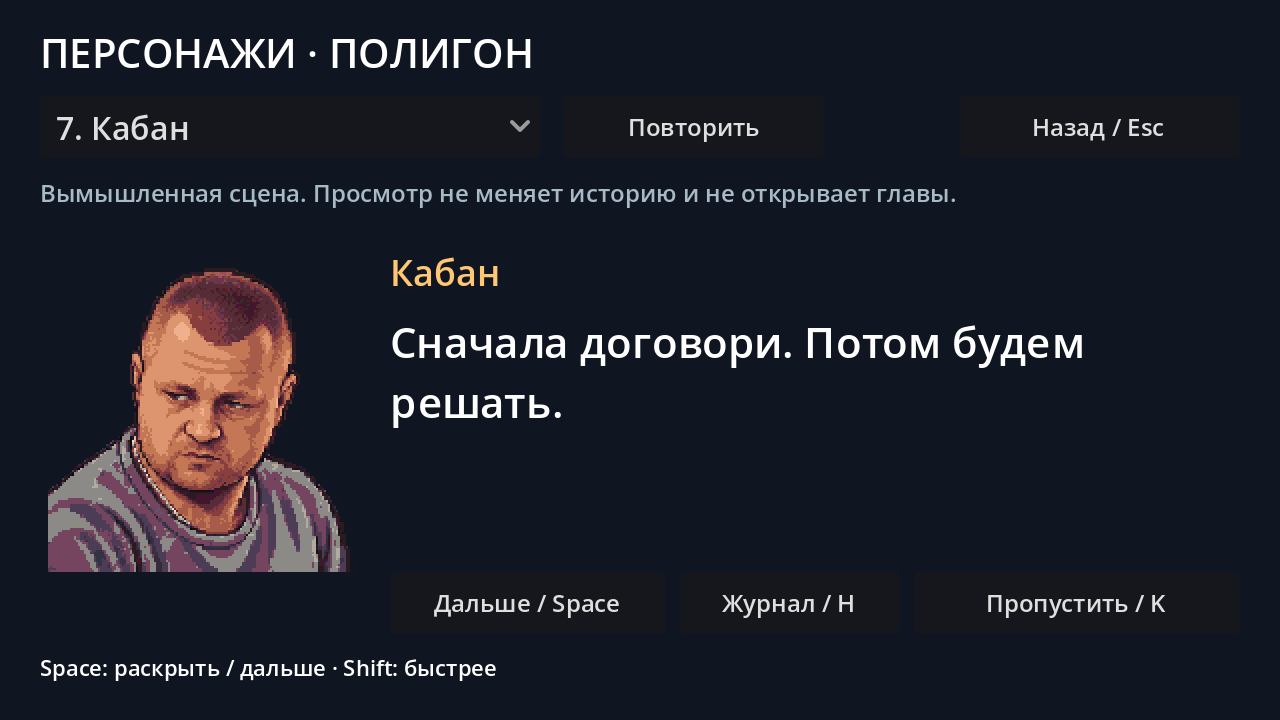 ПЕРСОНАЖИ · ПОЛИГОН
7. Кабан
Повторить
Назад / Esc
Вымышленная сцена. Просмотр не меняет историю и не открывает главы.
Кабан
Сначала договори. Потом будем
решать.
Дальше / Space
Журнал / H
Пропустить / K
Space: раскрыть / дальше · Shift: быстрее